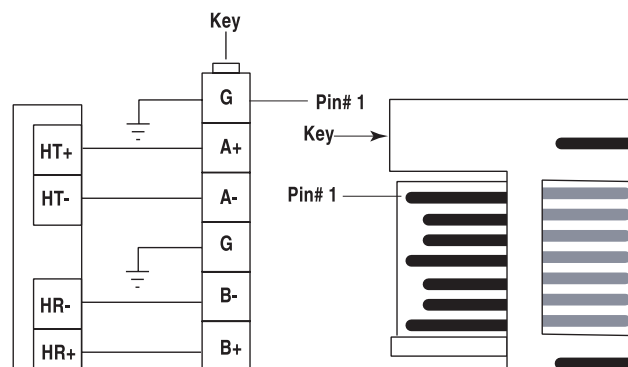 Key
G
Pin# 1
HT+
A+
Key
HT-
A-
Pin# 1
G
HR-
B-
HR+
B+